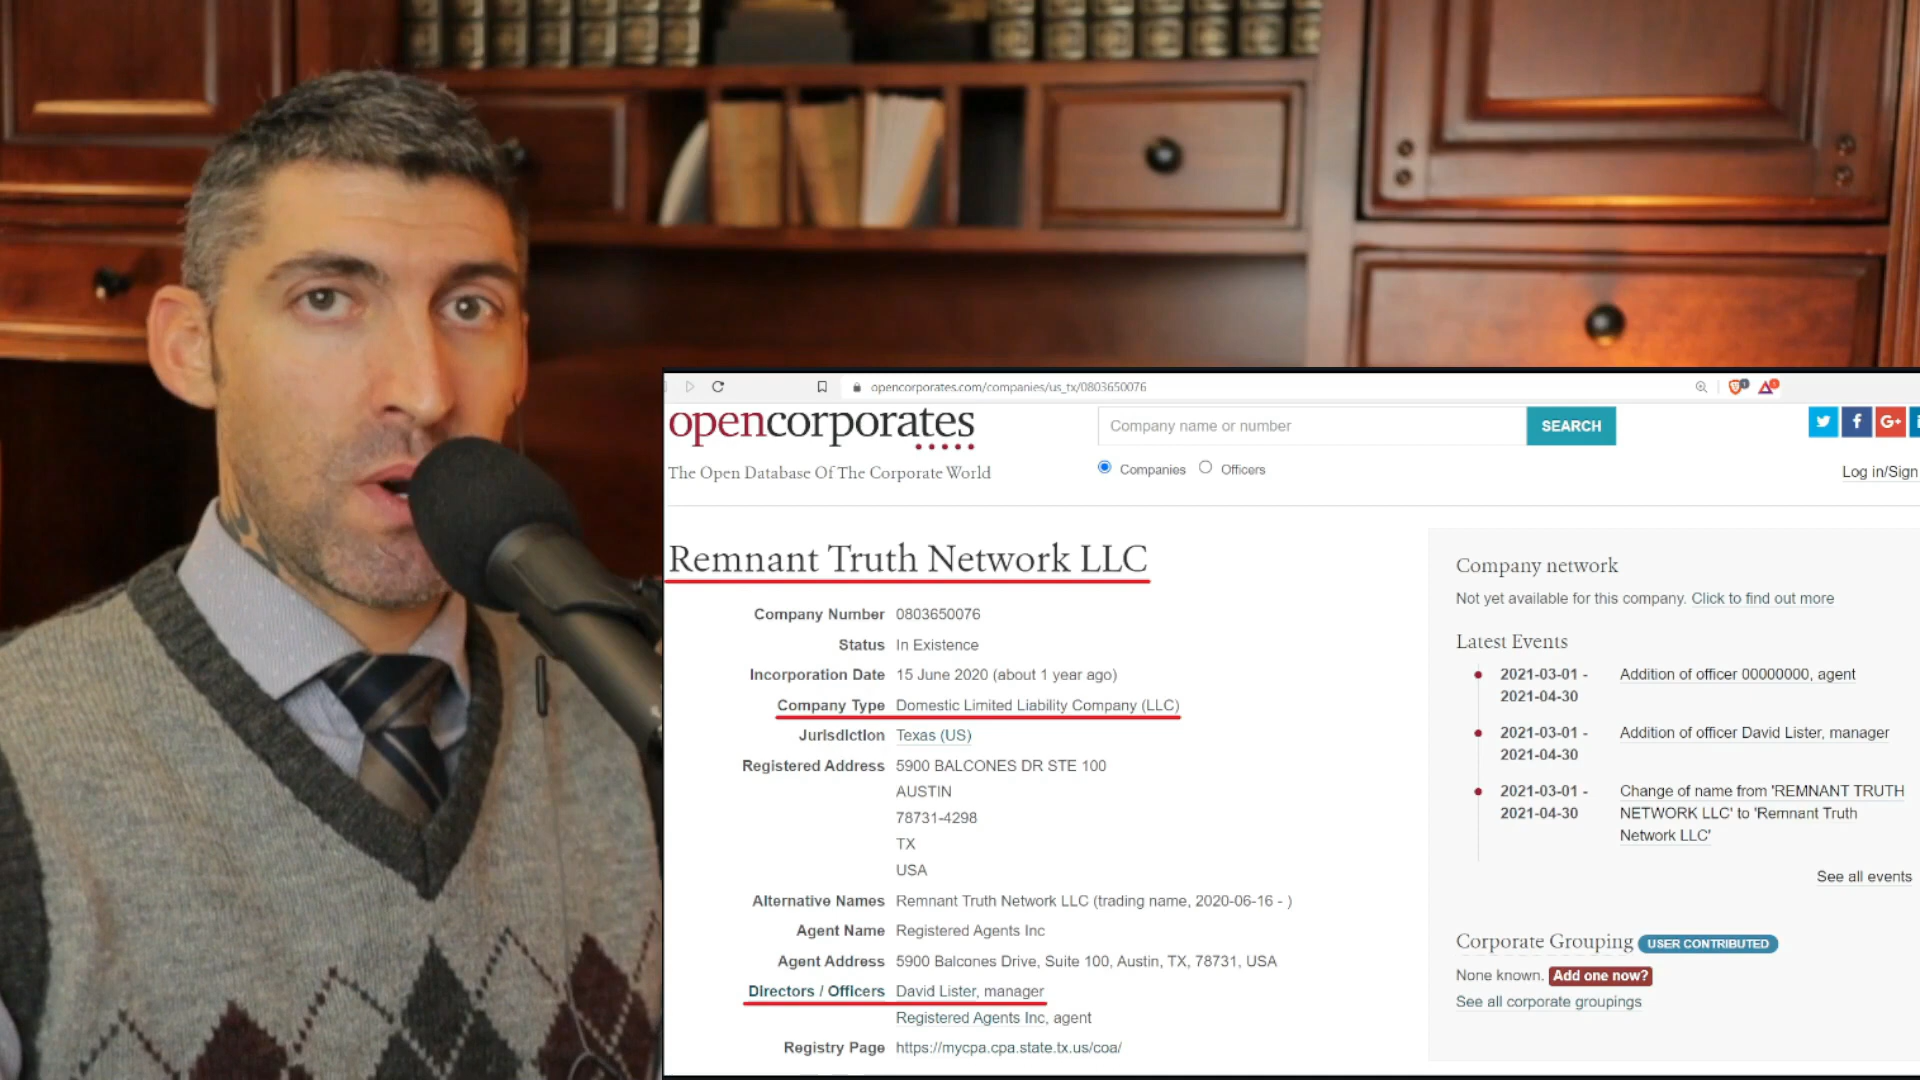 opencorporates.com/companies/us_tx/0803650076
opencorporates
The Open Database Of The Corporate World
Company name or number
SEARCH
Companies
Officers
G+
Log in/Sign
Remnant Truth Network LLC
Company Number 0803650076
Status In Existence
Incorporation Date 15 June 2020 (about 1 year ago)
Company Type Domestic Limited Liability Company (LLC)
Jurisdiction Texas (US)
Registered Address 5900 BALCONES DR STE 100
AUSTIN
78731-4298
TX
USA
Alternative Names Remnant Truth Network LLC (trading name, 2020-06-16 - )
Agent Name Registered Agents Inc
Agent Address 5900 Balcones Drive, Suite 100, Austin, TX, 78731, USA
Directors / Officers David Lister, manager
Registered Agents Inc, agent
Registry Page https://mycpa.cpa.state.tx.us/coa/
Company network
Not yet available for this company. Click to find out more
Latest Events
2021-03-01 - Addition of officer 00000000, agent
2021-04-30
2021-03-01 - Addition of officer David Lister, manager
2021-04-30
2021-03-01 - Change of name from 'REMNANT TRUTH
2021-04-30 NETWORK LLC' to 'Remnant Truth
Network LLC'
See all events
Corporate Grouping USER CONTRIBUTED
None known. Add one now?
See all corporate groupings